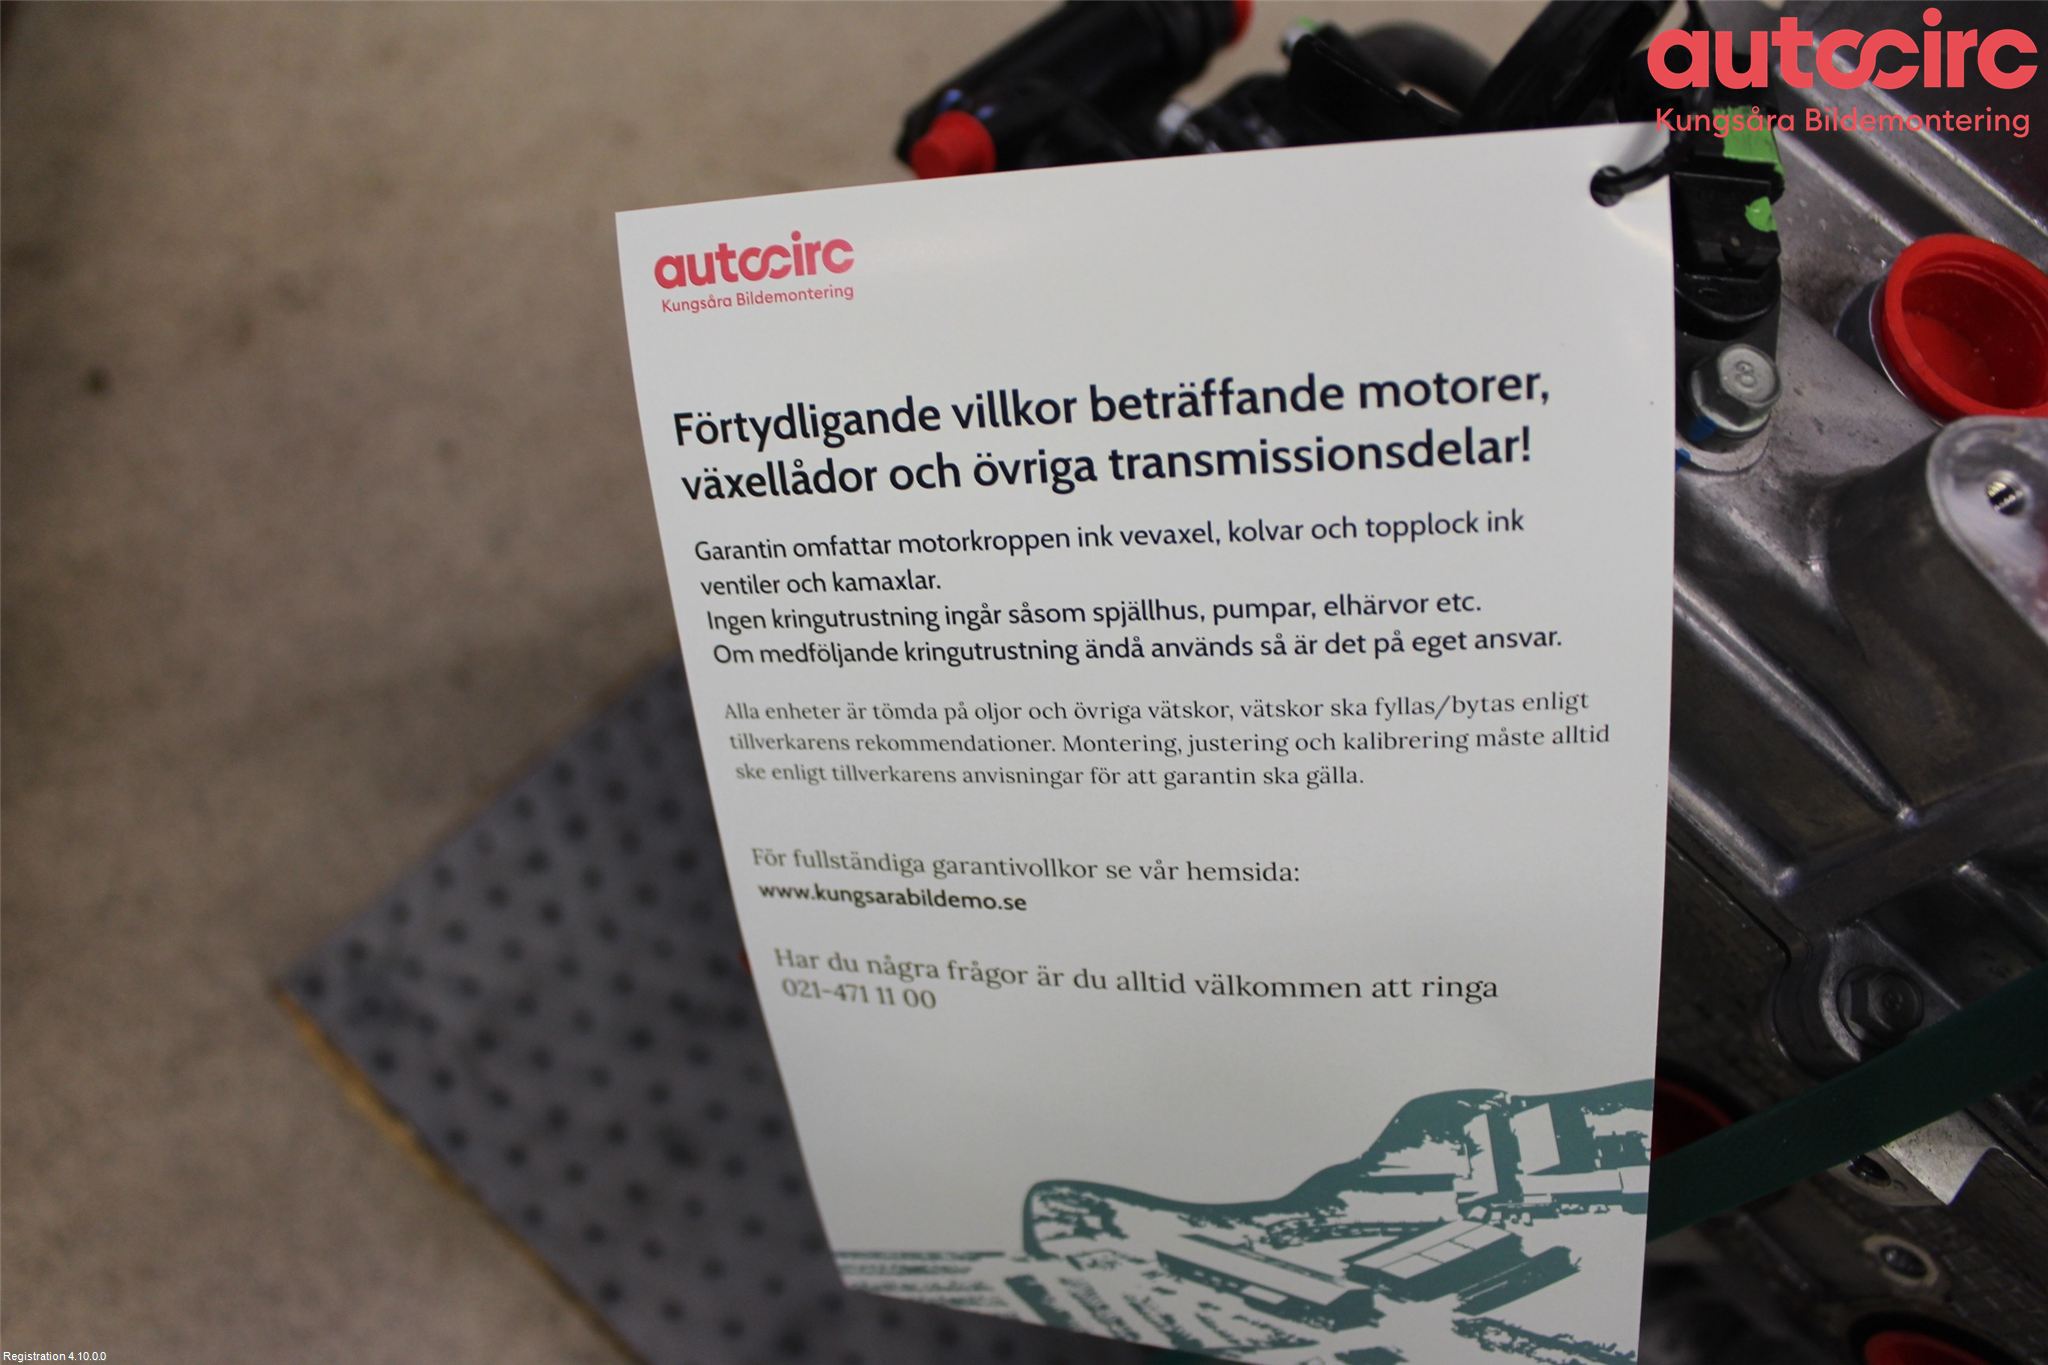 autocirc
Kungsåra Bildemontering
autocirc
Kungsåra Bildemontering
Förtydligande villkor beträffande motorer,
växellådor och övriga transmissionsdelar!
Garantin omfattar motorkroppen ink vevaxel, kolvar och topplock ink
ventiler och kamaxlar.
Ingen kringutrustning ingår såsom spjällhus, pumpar, elhärvor etc.
Om medföljande kringutrustning ändå används så är det på eget ansvar.
Alla enheter är tömda på oljor och övriga vätskor, vätskor ska fyllas/bytas enligt
tillverkarens rekommendationer. Montering, justering och kalibrering måste alltid
ske enligt tillverkarens anvisningar för att garantin ska gälla.
För fullständiga garantivollkor se vår hemsida:
www.kungsarabildemo.se
Har du några frågor är du alltid välkommen att ringa
021-471 11 00
8
Registration 4.10.0.0